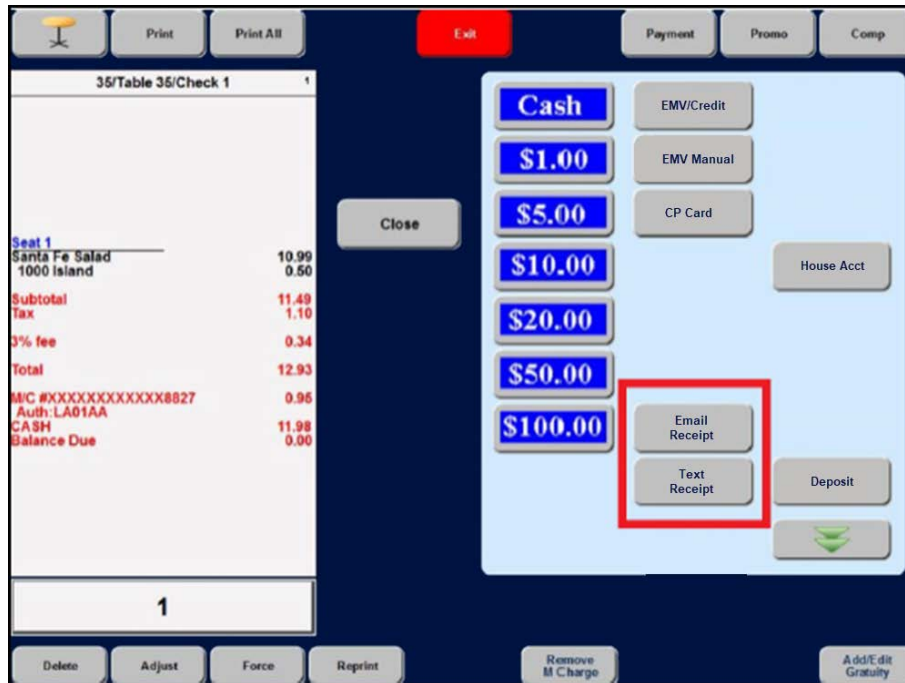 Print
Print All
Exit
Payment
Promo
Comp
35/Table 35/Check 1 1
Seat 1
Santa Fe Salad 10.99
1000 Island 0.50
Subtotal 11.49
Tax 1.10
3% fee 0.34
Total 12.93
M/C #XXXXXXXXXXXX8827 0.95
Auth:LA01AA
CASH 11.98
Balance Due 0.00
1
Close
Cash
$1.00
$5.00
$10.00
$20.00
$50.00
$100.00
EMV/Credit
EMV Manual
CP Card
House Acct
Email
Receipt
Text
Receipt
Deposit
Delete
Adjust
Force
Reprint
Remove
M Charge
Add/Edit
Gratuity